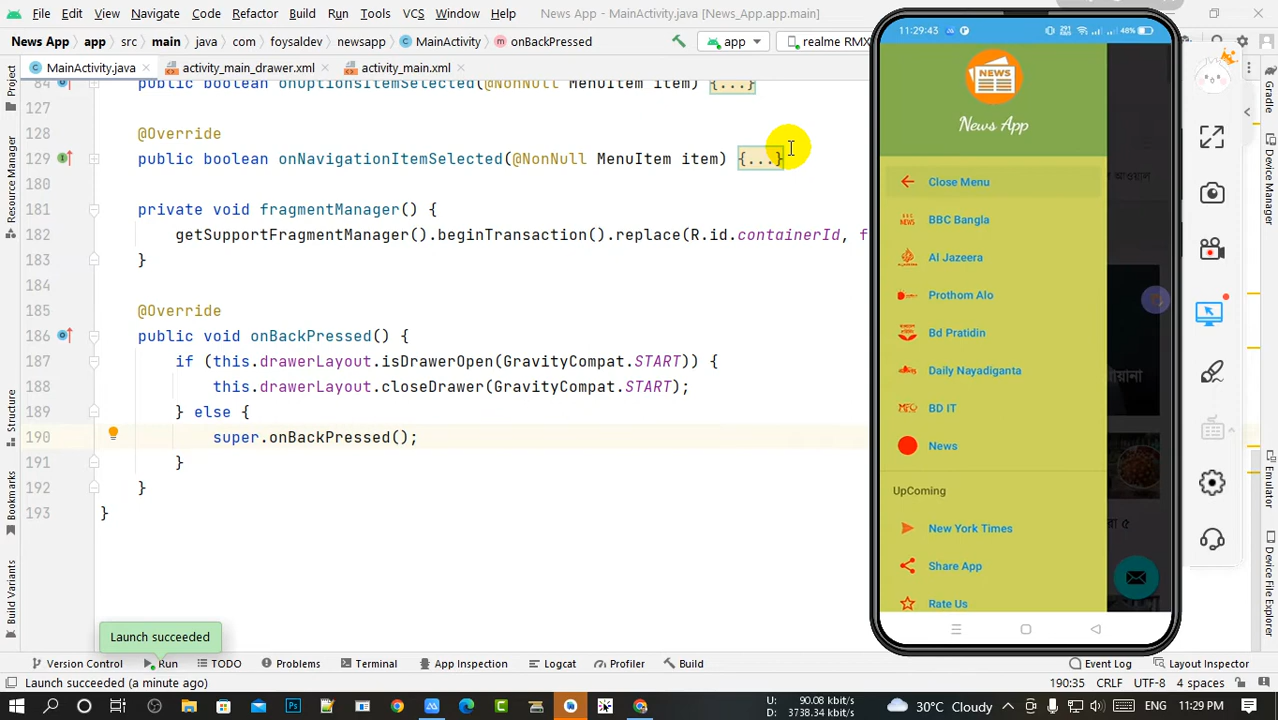 File Edit View Navigate Code Refactor Build Run Tools VCS Window Help News App - MainActivity.java [News_App.app.main]
News App app src main java com foysaldev newsapp MainActivity onBackPressed app realme RMX
MainActivity.java activity_main_drawer.xml activity_main.xml
84 public boolean onOptionsItemSelected(@NonNull MenuItem item) {...}
127
128 @Override
129 public boolean onNavigationItemSelected(@NonNull MenuItem item) {...}
180
181 private void fragmentManager() {
182 getSupportFragmentManager().beginTransaction().replace(R.id.containerId, f
183 }
184
185 @Override
186 public void onBackPressed() {
187 if (this.drawerLayout.isDrawerOpen(GravityCompat.START)) {
188 this.drawerLayout.closeDrawer(GravityCompat.START);
189 } else {
190 super.onBackPressed();
191 }
192 }
193 }
Project
Resource Manager
Structure
Bookmarks
Build Variants
11:29:43 48%
NEWS
News App
Close Menu
BBC Bangla
Al Jazeera
Prothom Alo
Bd Pratidin
Daily Nayadiganta
BD IT
News
UpComing
New York Times
Share App
Rate Us
Gradle
Device Manager
Emulator
Device File Explorer
Launch succeeded
Version Control Run TODO Problems Terminal App Inspection Logcat Profiler Build Event Log Layout Inspector
Launch succeeded (a minute ago) 190:35 CRLF UTF-8 4 spaces
U: 90.08 kbit/s
D: 3738.34 kbit/s
30°C Cloudy ENG 11:29 PM